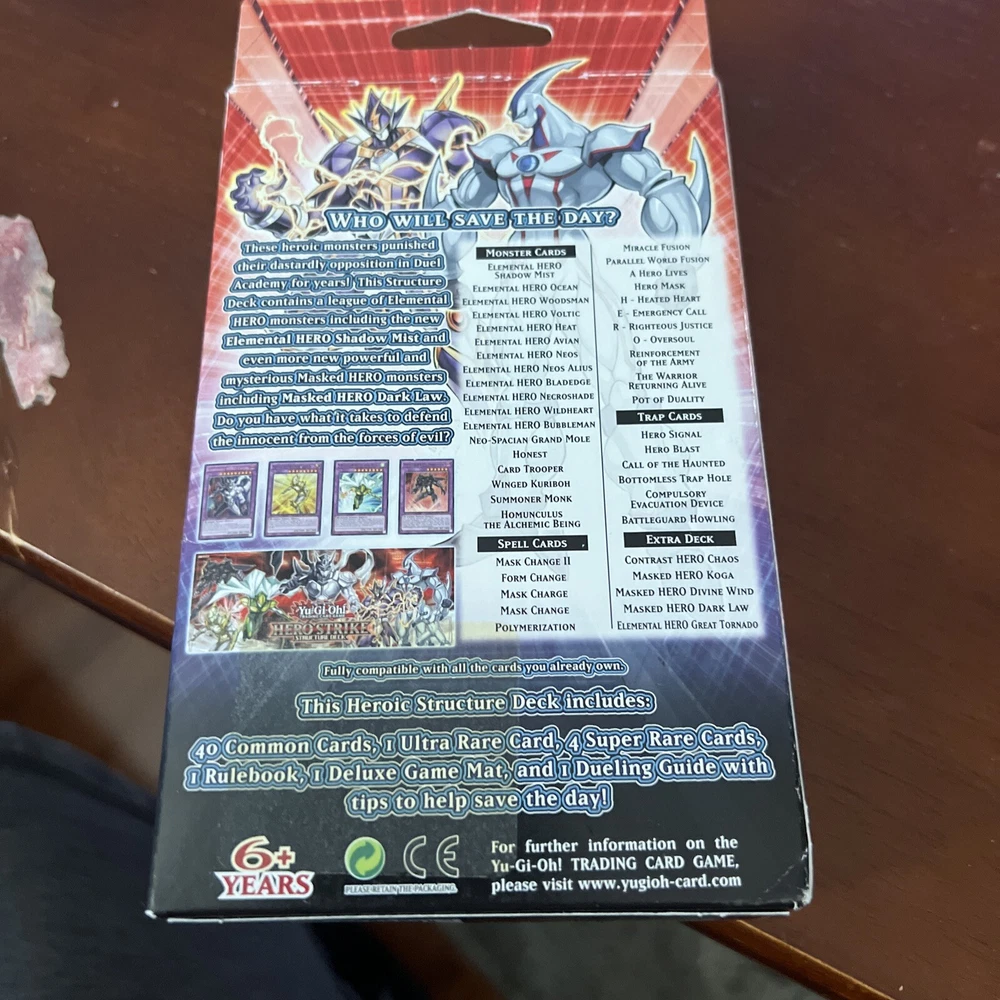 WHO WILL SAVE THE DAY?
These heroic monsters punished
their dastardly opposition in Duel
Academy for years! This Structure
Deck contains a league of Elemental
HERO monsters including the new
Elemental HERO Shadow Mist and
even more new powerful and
mysterious Masked HERO monsters
including Masked HERO Dark Law.
Do you have what it takes to defend
the innocent from the forces of evil?
MONSTER CARDS
ELEMENTAL HERO
SHADOW MIST
ELEMENTAL HERO OCEAN
ELEMENTAL HERO WOODSMAN
ELEMENTAL HERO VOLTIC
ELEMENTAL HERO HEAT
ELEMENTAL HERO AVIAN
ELEMENTAL HERO NEOS
ELEMENTAL HERO NEOS ALIUS
ELEMENTAL HERO BLADEDGE
ELEMENTAL HERO NECROSHADE
ELEMENTAL HERO WILDHEART
ELEMENTAL HERO BUBBLEMAN
NEO-SPACIAN GRAND MOLE
HONEST
CARD TROOPER
WINGED KURIBOH
SUMMONER MONK
HOMUNCULUS
THE ALCHEMIC BEING
SPELL CARDS
MASK CHANGE II
FORM CHANGE
MASK CHARGE
MASK CHANGE
POLYMERIZATION
MIRACLE FUSION
PARALLEL WORLD FUSION
A HERO LIVES
HERO MASK
H - HEATED HEART
E - EMERGENCY CALL
R - RIGHTEOUS JUSTICE
O - OVERSOUL
REINFORCEMENT
OF THE ARMY
THE WARRIOR
RETURNING ALIVE
POT OF DUALITY
TRAP CARDS
HERO SIGNAL
HERO BLAST
CALL OF THE HAUNTED
BOTTOMLESS TRAP HOLE
COMPULSORY
EVACUATION DEVICE
BATTLEGUARD HOWLING
EXTRA DECK
CONTRAST HERO CHAOS
MASKED HERO KOGA
MASKED HERO DIVINE WIND
MASKED HERO DARK LAW
ELEMENTAL HERO GREAT TORNADO
Yu-Gi-Oh!
HERO STRIKE
STRUCTURE DECK
Fully compatible with all the cards you already own.
This Heroic Structure Deck includes:
40 Common Cards, 1 Ultra Rare Card, 4 Super Rare Cards,
1 Rulebook, 1 Deluxe Game Mat, and 1 Dueling Guide with
tips to help save the day!
6+
YEARS
CE
PLEASE RETAIN THE PACKAGING.
For further information on the
Yu-Gi-Oh! TRADING CARD GAME,
please visit www.yugioh-card.com